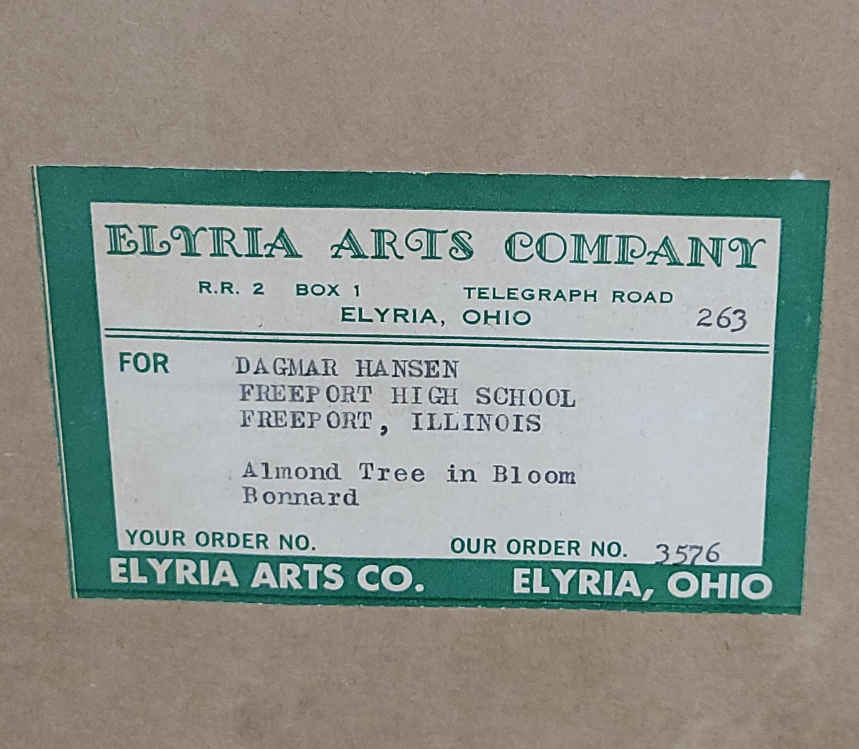 ELYRIA ARTS COMPANY
R.R. 2 BOX 1 TELEGRAPH ROAD
ELYRIA, OHIO 263
FOR DAGMAR HANSEN
FREEPORT HIGH SCHOOL
FREEPORT, ILLINOIS
Almond Tree in Bloom
Bonnard
YOUR ORDER NO. OUR ORDER NO. 3576
ELYRIA ARTS CO. ELYRIA, OHIO